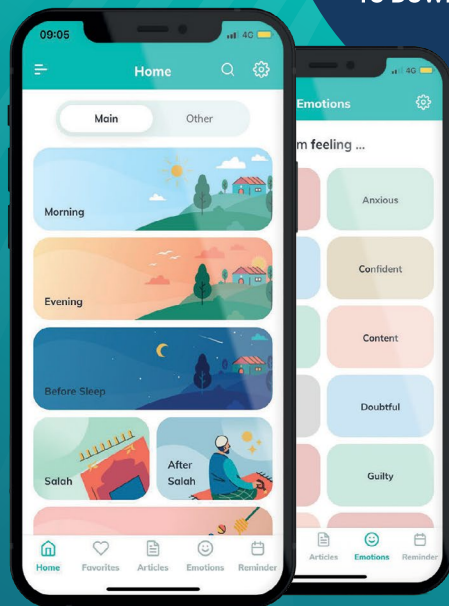 09:05
4G
Home
Main
Other
Morning
Evening
Before Sleep
Salah
After
Salah
Home
Favorites
Articles
Emotions
Reminder
4G
Emotions
feeling ...
Anxious
Confident
Content
Doubtful
Guilty
Articles
Emotions
Reminder